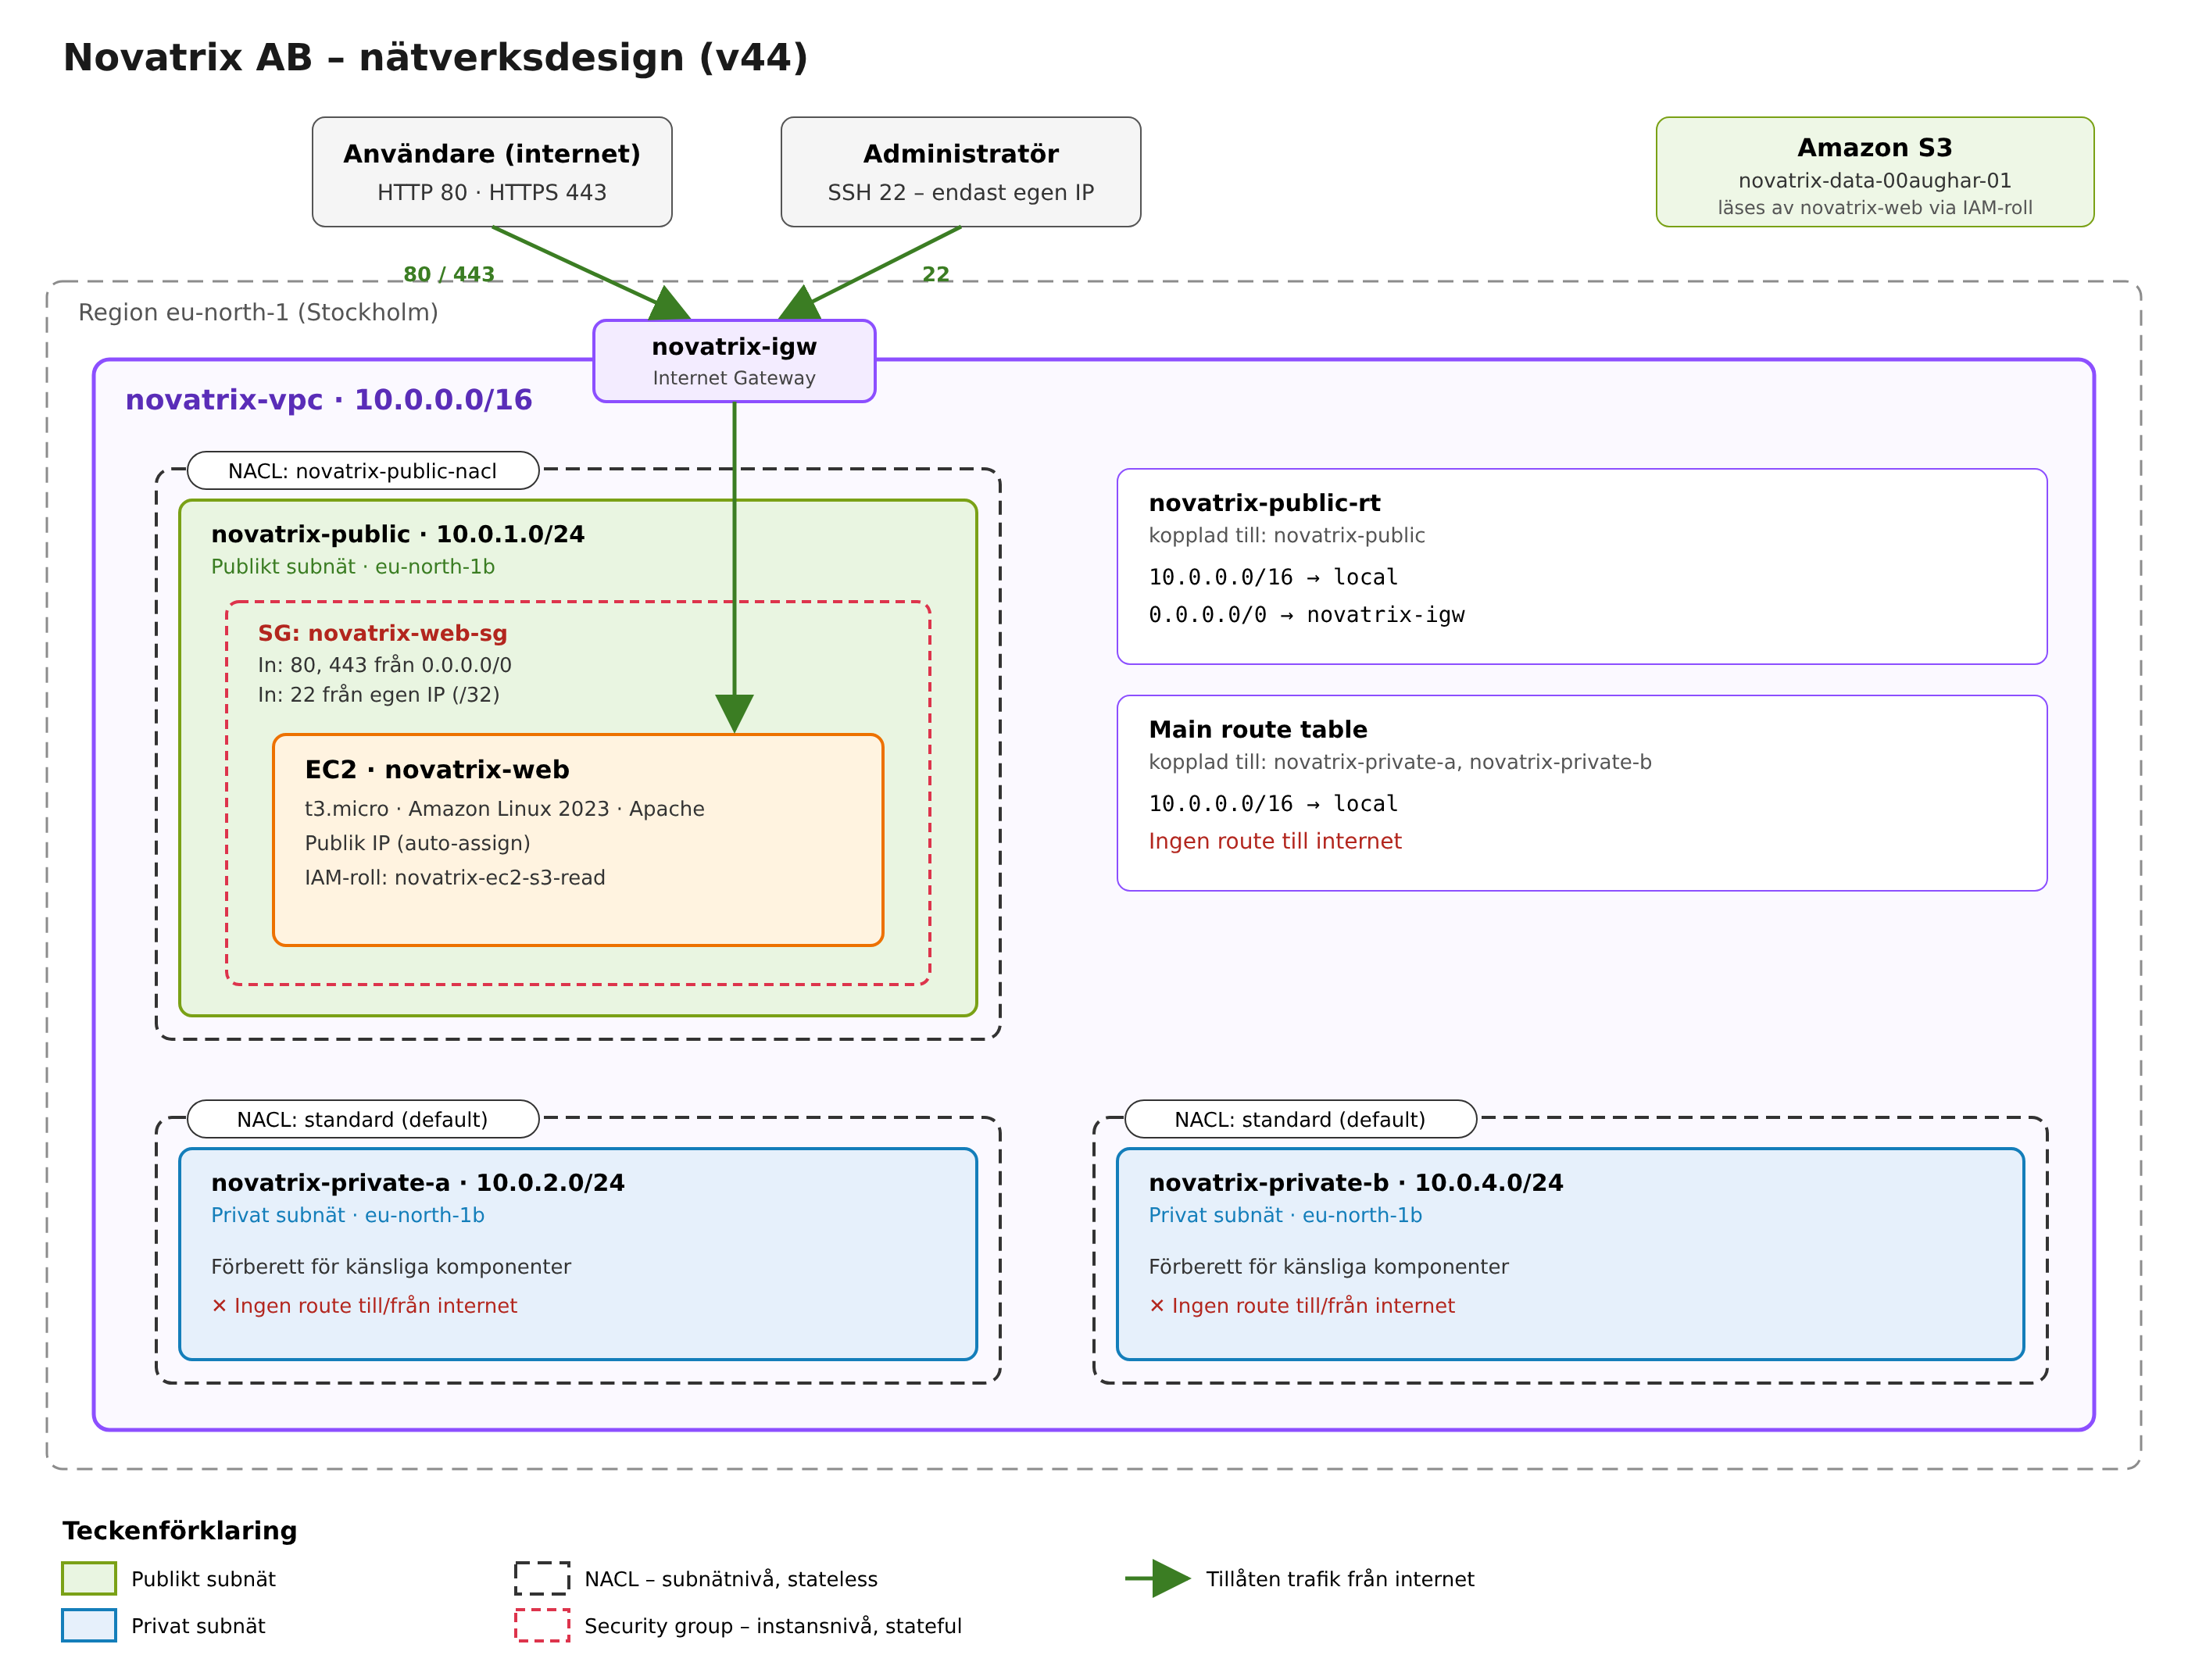 Novatrix AB – nätverksdesign (v44)
Användare (internet)
HTTP 80 · HTTPS 443
Administratör
SSH 22 – endast egen IP
Amazon S3
novatrix-data-00aughar-01
läses av novatrix-web via IAM-roll
80 / 443
22
Region eu-north-1 (Stockholm)
novatrix-igw
Internet Gateway
novatrix-vpc · 10.0.0.0/16
NACL: novatrix-public-nacl
novatrix-public · 10.0.1.0/24
Publikt subnät · eu-north-1b
SG: novatrix-web-sg
In: 80, 443 från 0.0.0.0/0
In: 22 från egen IP (/32)
EC2 · novatrix-web
t3.micro · Amazon Linux 2023 · Apache
Publik IP (auto-assign)
IAM-roll: novatrix-ec2-s3-read
novatrix-public-rt
kopplad till: novatrix-public
10.0.0.0/16 → local
0.0.0.0/0 → novatrix-igw
Main route table
kopplad till: novatrix-private-a, novatrix-private-b
10.0.0.0/16 → local
Ingen route till internet
NACL: standard (default)
novatrix-private-a · 10.0.2.0/24
Privat subnät · eu-north-1b
Förberett för känsliga komponenter
✕ Ingen route till/från internet
NACL: standard (default)
novatrix-private-b · 10.0.4.0/24
Privat subnät · eu-north-1b
Förberett för känsliga komponenter
✕ Ingen route till/från internet
Teckenförklaring
Publikt subnät
NACL – subnätnivå, stateless
Tillåten trafik från internet
Privat subnät
Security group – instansnivå, stateful